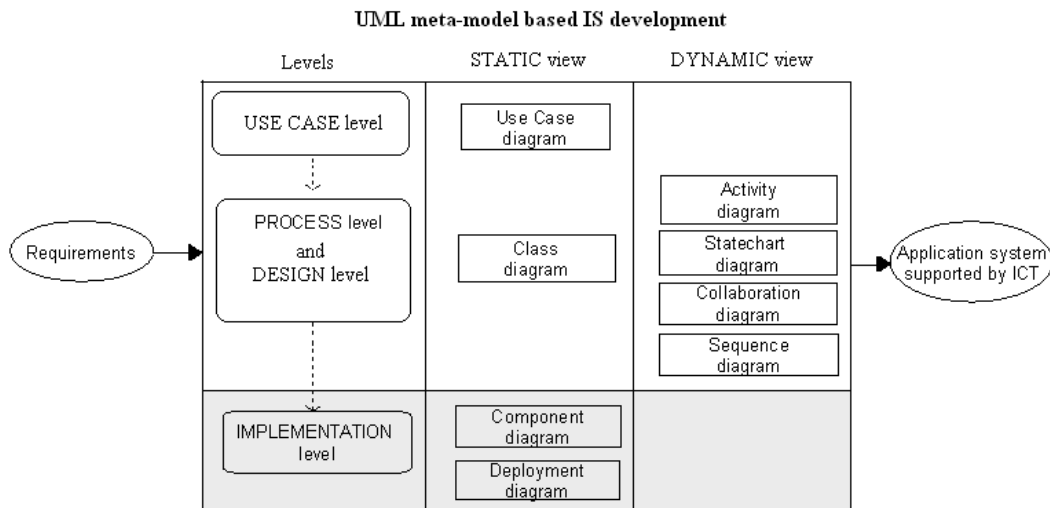 UML meta-model based IS development
Levels
STATIC view
DYNAMIC view
USE CASE level
Use Case
diagram
Requirements
PROCESS level
and
DESIGN level
Class
diagram
Activity
diagram
Statechart
diagram
Collaboration
diagram
Sequence
diagram
Application system
supported by ICT
IMPLEMENTATION
level
Component
diagram
Deployment
diagram